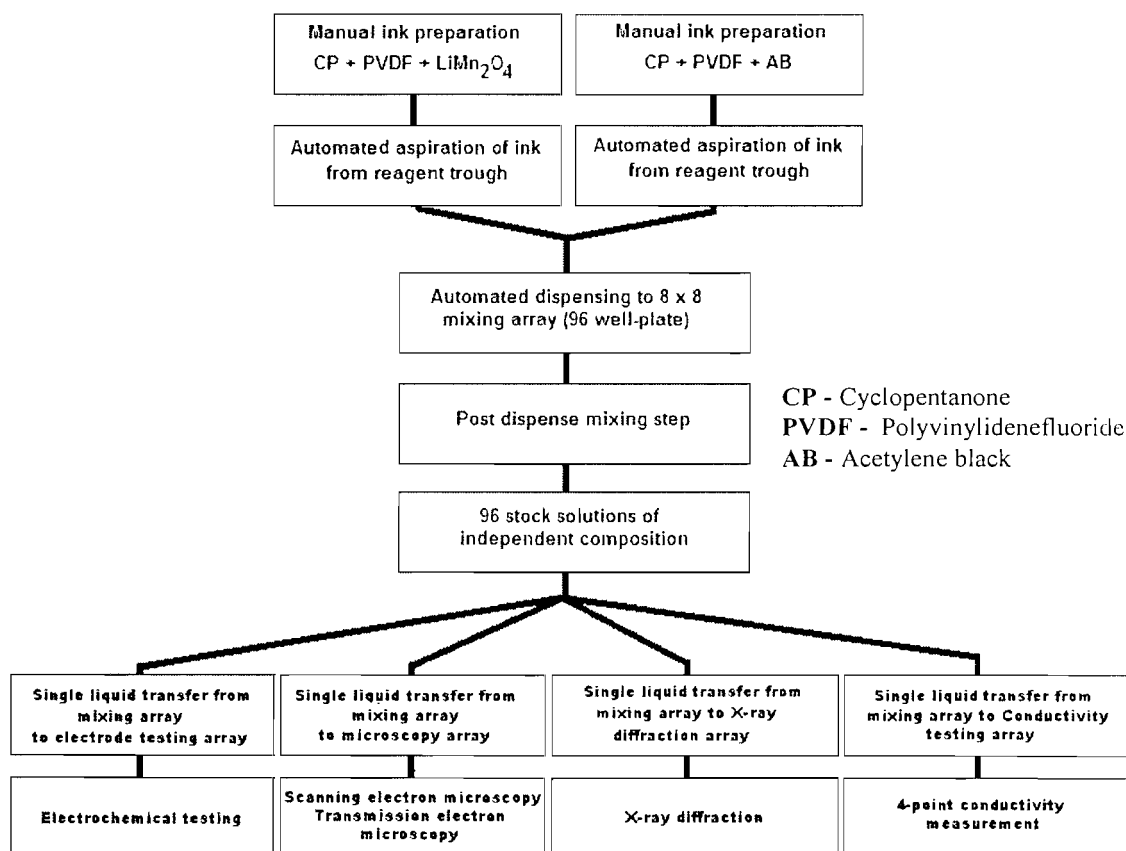 Manual ink preparation
CP + PVDF + LiMn₂O₄
Manual ink preparation
CP + PVDF + AB
Automated aspiration of ink
from reagent trough
Automated aspiration of ink
from reagent trough
Automated dispensing to 8 x 8
mixing array (96 well-plate)
Post dispense mixing step
CP - Cyclopentanone
PVDF - Polyvinylidenefluoride
AB - Acetylene black
96 stock solutions of
independent composition
Single liquid transfer from
mixing array
to electrode testing array
Single liquid transfer from
mixing array
to microscopy array
Single liquid transfer from
mixing array to X-ray
diffraction array
Single liquid transfer from
mixing array to Conductivity
testing array
Electrochemical testing
Scanning electron microscopy
Transmission electron
microscopy
X-ray diffraction
4-point conductivity
measurement